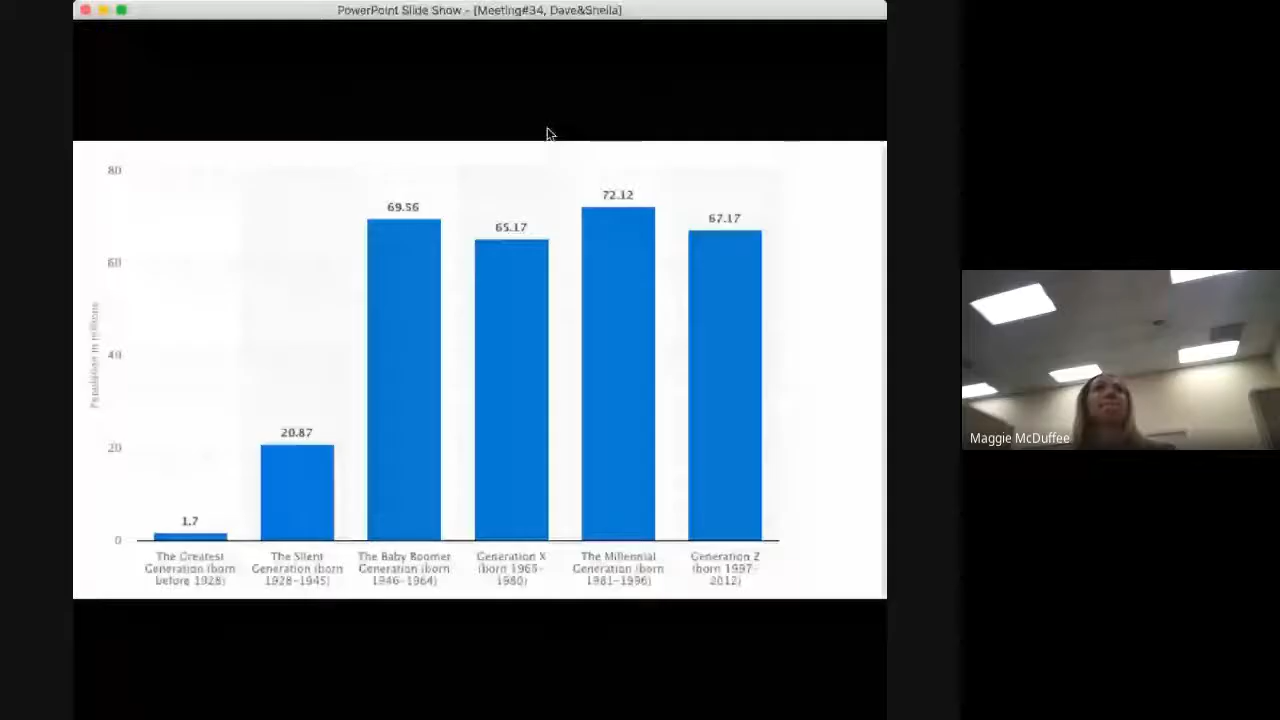 PowerPoint Slide Show - [Meeting#34, Dave&Sheila]
80
60
40
20
0
Population in millions
1.7
20.87
69.56
65.17
72.12
67.17
The Greatest
Generation (born
before 1928)
The Silent
Generation (born
1928-1945)
The Baby Boomer
Generation (born
1946-1964)
Generation X
(born 1965-
1980)
The Millennial
Generation (born
1981-1996)
Generation Z
(born 1997-
2012)
Maggie McDuffee